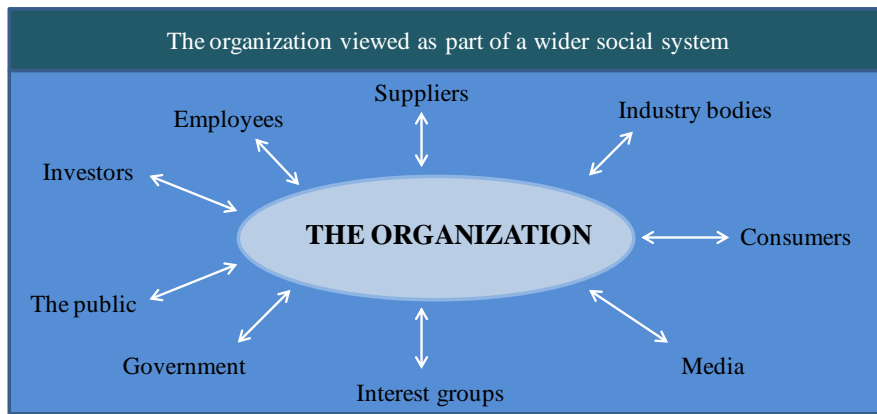 The organization viewed as part of a wider social system
Suppliers
Employees
Industry bodies
Investors
THE ORGANIZATION
Consumers
The public
Government
Media
Interest groups